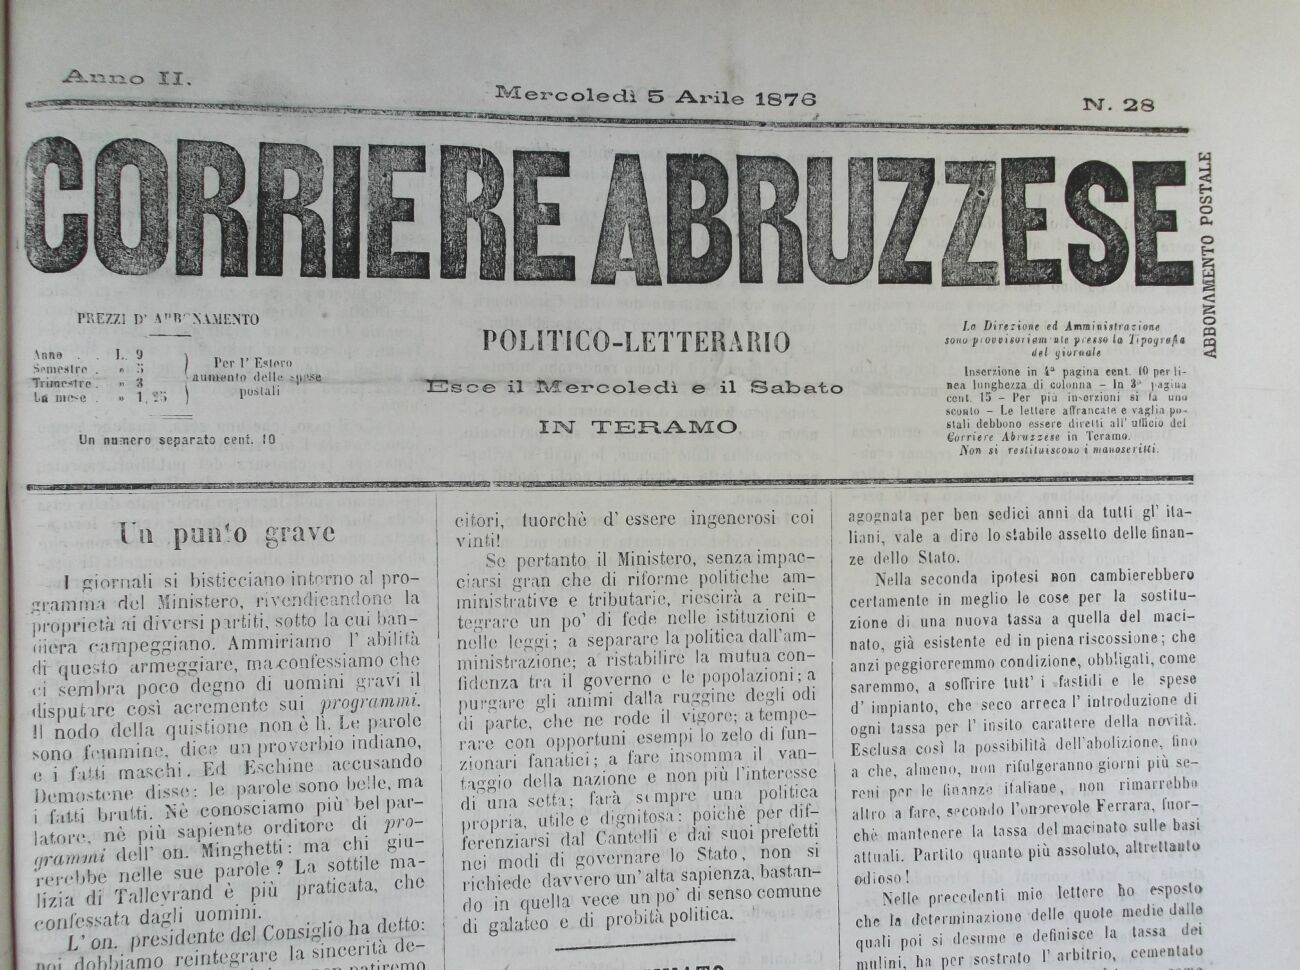 Anno II.
Mercoledì 5 Arile 1876
N. 28
CORRIERE ABRUZZESE
ABBONAMENTO POSTALE
PREZZI D' ABBONAMENTO
Anno . . L. 9
Semestre . » 5
Trimestre . » 3
Un mese . » 1,25
Per l' Estero
aumento delle spese
postali
Un numero separato cent. 10
POLITICO-LETTERARIO
Esce il Mercoledì e il Sabato
IN TERAMO
La Direzione ed Amministrazione
sono provvisoriamente presso la Tipografia
del giornale
Inserzione in 4ª pagina cent. 10 per li-
nea lunghezza di colonna - In 3ª pagina
cent. 15 - Per più inserzioni si fa uno
sconto - Le lettere affrancate e vaglia po-
stali debbono essere diretti all' ufficio del
Corriere Abruzzese in Teramo.
Non si restituiscono i manoscritti.
Un punto grave
I giornali si bisticciano intorno al pro-
gramma del Ministero, rivendicandone la
proprietà ai diversi partiti, sotto la cui ban-
diera campeggiano. Ammiriamo l' abilità
di questo armeggiare, ma confessiamo che
ci sembra poco degno di uomini gravi il
disputare così acremente sui programmi.
Il nodo della quistione non è lì. Le parole
sono femmine, dice un proverbio indiano,
e i fatti maschi. Ed Eschine accusando
Demostene disse: le parole sono belle, ma
i fatti brutti. Nè conosciamo più bel par-
latore, nè più sapiente orditore di pro-
grammi dell' on. Minghetti: ma chi giu-
rerebbe nelle sue parole? La sottile ma-
lizia di Talleyrand è più praticata, che
confessata dagli uomini.
L' on. presidente del Consiglio ha detto:
noi dobbiamo reintegrare la sincerità de-
citori, fuorchè d' essere ingenerosi coi
vinti!
Se pertanto il Ministero, senza impac-
ciarsi gran che di riforme politiche am-
ministrative e tributarie, riescirà a rein-
tegrare un po' di fede nelle istituzioni e
nelle leggi; a separare la politica dall'am-
ministrazione; a ristabilire la mutua con-
fidenza tra il governo e le popolazioni; a
purgare gli animi dalla ruggine degli odi
di parte, che ne rode il vigore; a tempe-
rare con opportuni esempi lo zelo di fun-
zionari fanatici; a fare insomma il van-
taggio della nazione e non più l'interesse
di una setta; farà sempre una politica
propria, utile e dignitosa: poichè per dif-
ferenziarsi dal Cantelli e dai suoi prefetti
nei modi di governare lo Stato, non si
richiede davvero un' alta sapienza, bastan-
do in quella vece un po' di senso comune
di galateo e di probità politica.
agognata per ben sedici anni da tutti gl' ita-
liani, vale a dire lo stabile assetto delle finan-
ze dello Stato.
Nella seconda ipotesi non cambierebbero
certamente in meglio le cose per la sostitu-
zione di una nuova tassa a quella del maci-
nato, già esistente ed in piena riscossione; che
anzi peggioreremmo condizione, obbligati, come
saremmo, a soffrire tutt' i fastidi e le spese
d' impianto, che seco arreca l' introduzione di
ogni tassa per l' insito carattere della novità.
Esclusa così la possibilità dell'abolizione, fino
a che, almeno, non rifulgeranno giorni più se-
reni per le finanze italiane, non rimarrebbe
altro a fare, secondo l'onorevole Ferrara, fuor-
chè mantenere la tassa del macinato sulle basi
attuali. Partito quanto più assoluto, altrettanto
odioso!
Nelle precedenti mie lettere ho esposto
che la determinazione delle quote medie dalle
quali poi si desume e definisce la tassa dei
mulini, ha per sostrato l' arbitrio, cementato